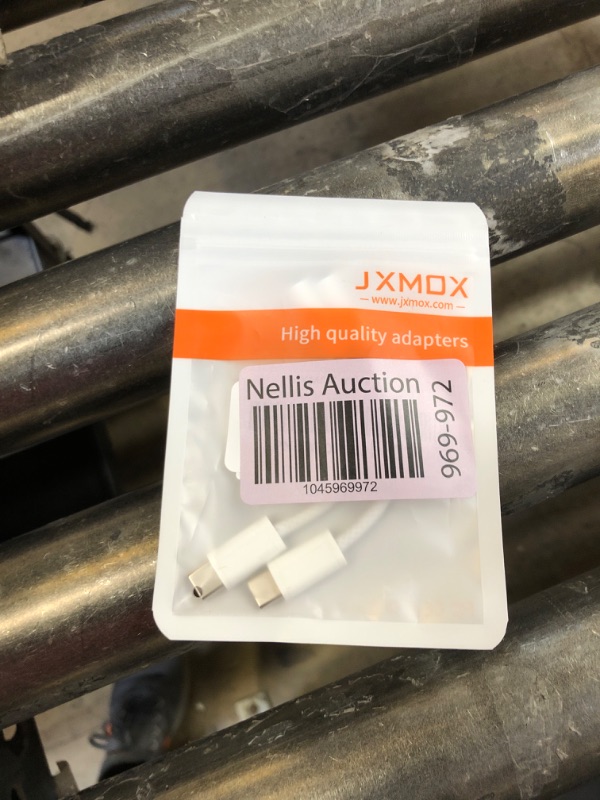 JXMOX
— www.jxmox.com —
High quality adapters
Nellis Auction
969-972
1045969972